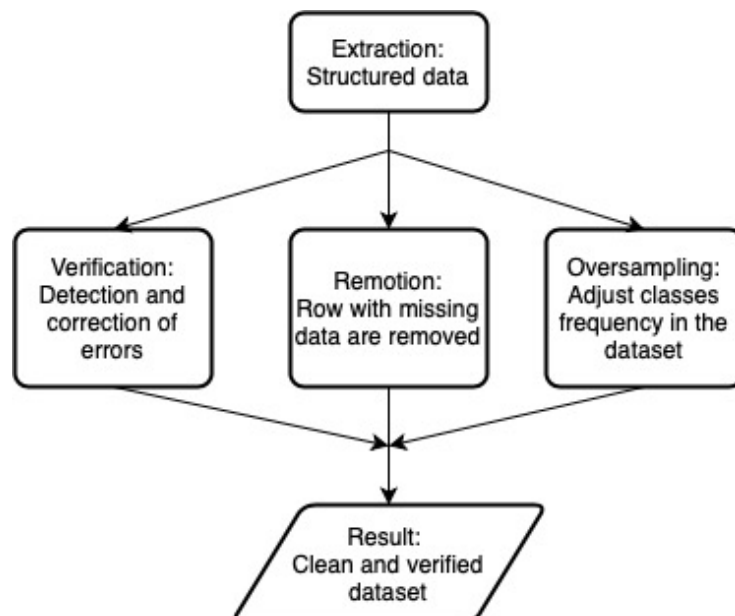 Extraction:
Structured data
Verification:
Detection and
correction of
errors
Remotion:
Row with missing
data are removed
Oversampling:
Adjust classes
frequency in the
dataset
Result:
Clean and verified
dataset